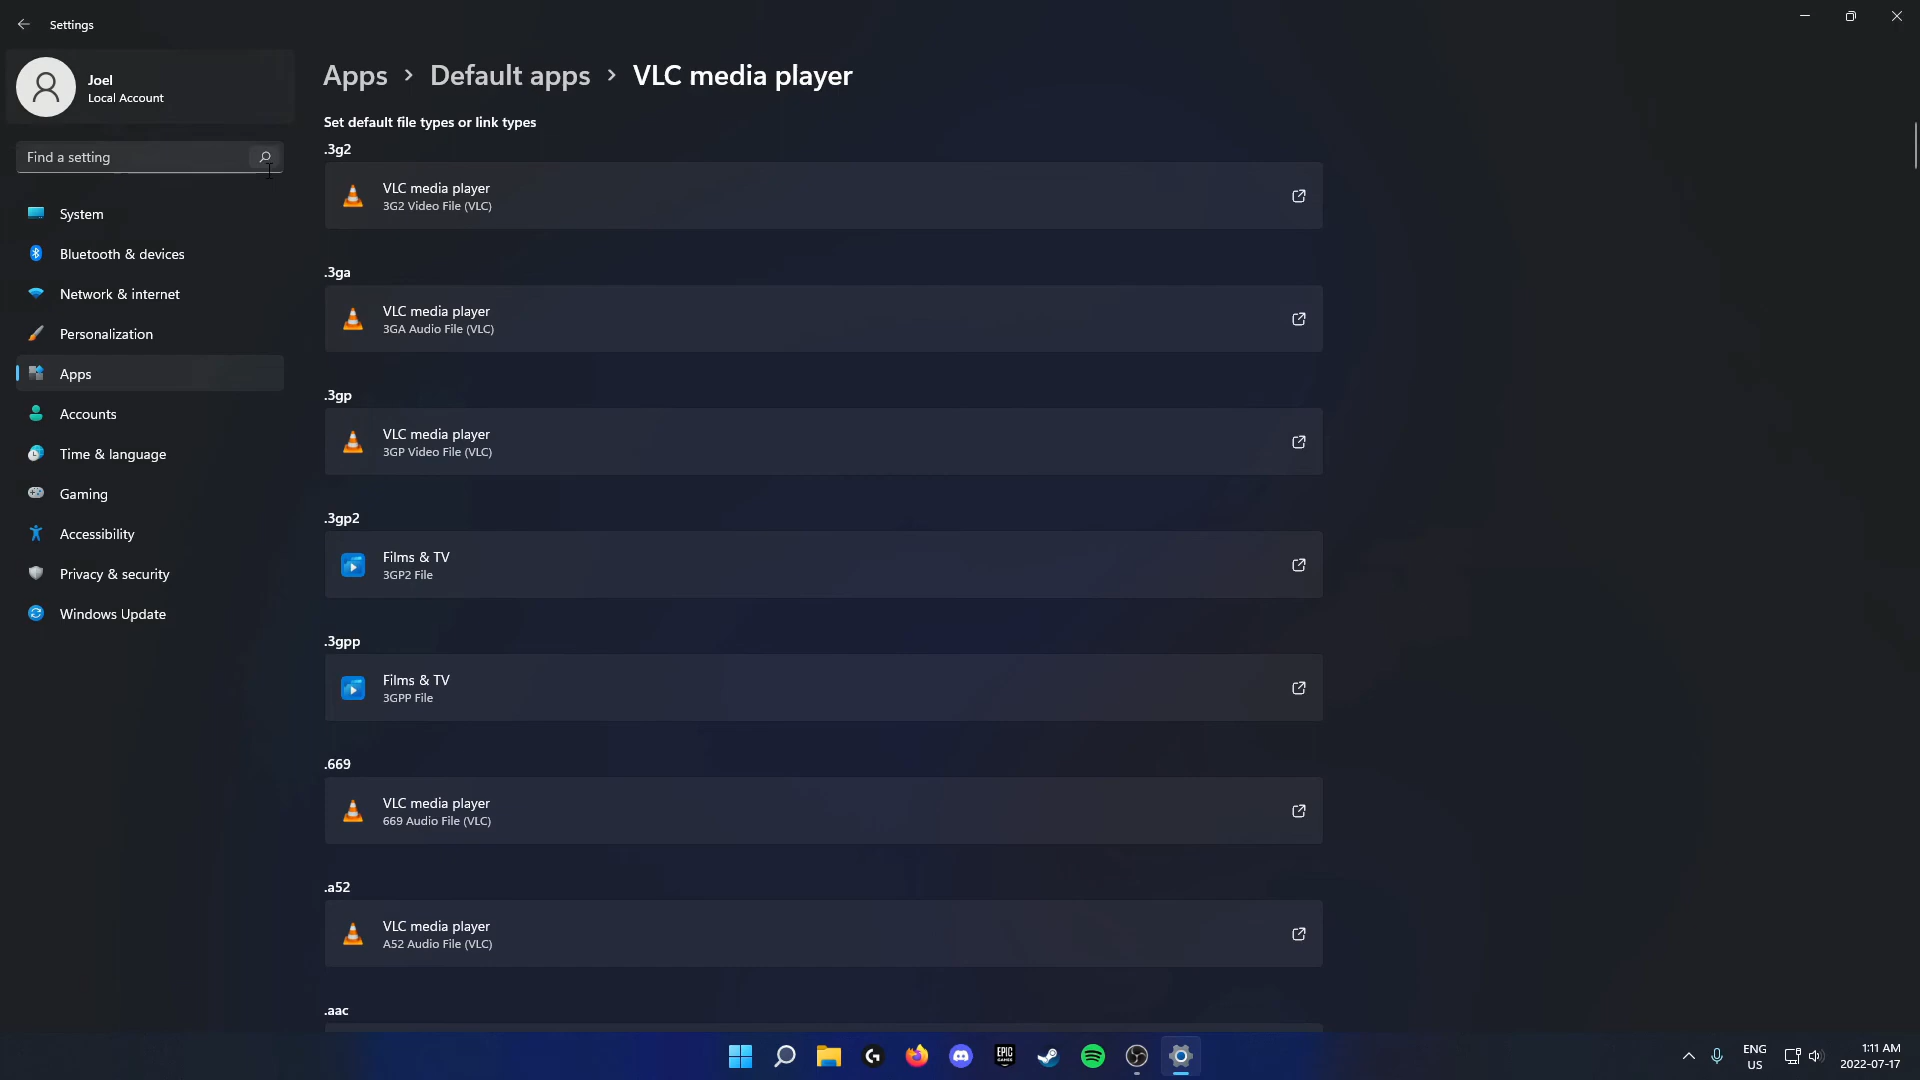 Settings
Joel
Local Account
Find a setting
System
Bluetooth & devices
Network & internet
Personalization
Apps
Accounts
Time & language
Gaming
Accessibility
Privacy & security
Windows Update
Apps > Default apps > VLC media player
Set default file types or link types
.3g2
VLC media player
3G2 Video File (VLC)
.3ga
VLC media player
3GA Audio File (VLC)
.3gp
VLC media player
3GP Video File (VLC)
.3gp2
Films & TV
3GP2 File
.3gpp
Films & TV
3GPP File
.669
VLC media player
669 Audio File (VLC)
.a52
VLC media player
A52 Audio File (VLC)
.aac
EPIC
GAMES
ENG
US
1:11 AM
2022-07-17